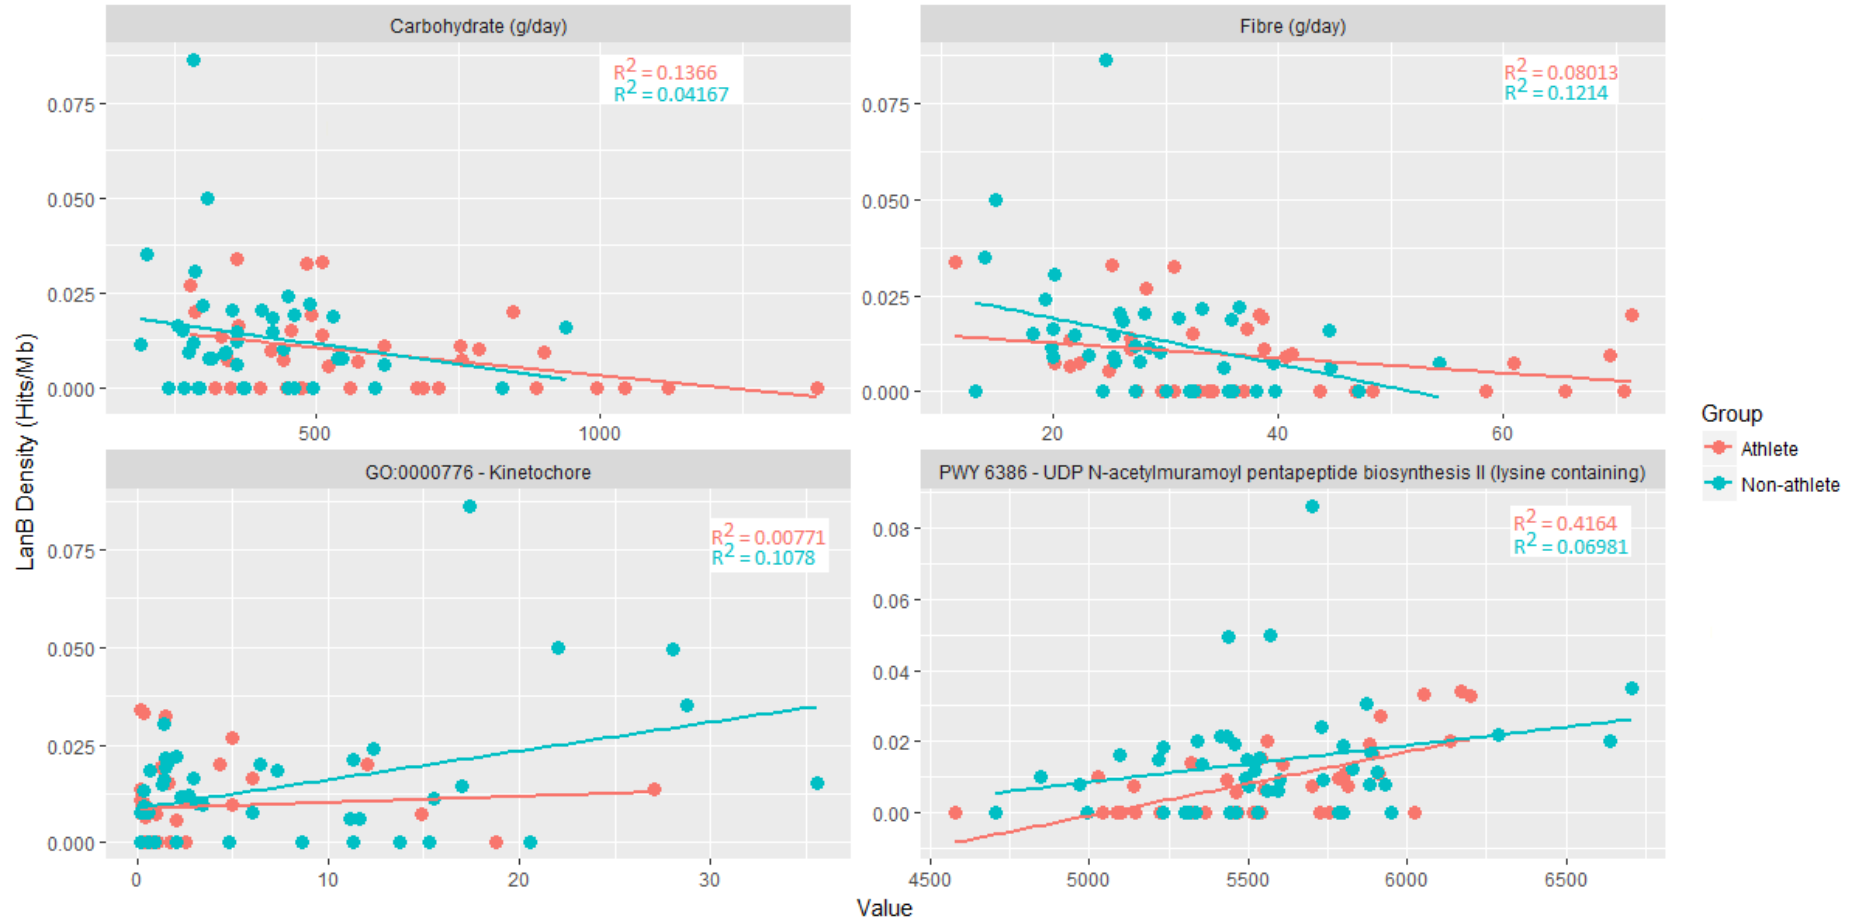 Carbohydrate (g/day)
R2 = 0.1366
R2 = 0.04167
0.075
0.050
0.025
0.000
500
1000
Fibre (g/day)
R2 = 0.08013
R2 = 0.1214
0.075
0.050
0.025
0.000
20
40
60
LanB Density (Hits/Mb)
GO:0000776 - Kinetochore
R2 = 0.00771
R2 = 0.1078
0.075
0.050
0.025
0.000
0
10
20
30
PWY 6386 - UDP N-acetylmuramoyl pentapeptide biosynthesis II (lysine containing)
R2 = 0.4164
R2 = 0.06981
0.08
0.06
0.04
0.02
0.00
4500
5000
5500
6000
6500
Value
Group
Athlete
Non-athlete